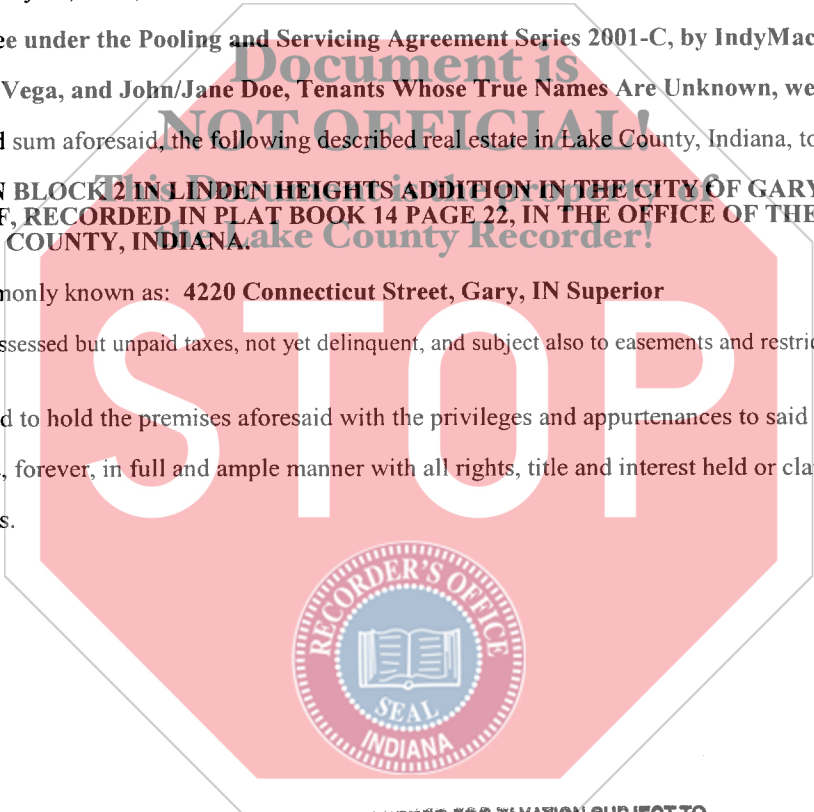 ee under the Pooling and Servicing Agreement Series 2001-C, by IndyMac
Document is
Vega, and John/Jane Doe, Tenants Whose True Names Are Unknown, we
NOT OFFICIAL!
d sum aforesaid, the following described real estate in Lake County, Indiana, to
This Document is the property of
N BLOCK 2 IN LINDEN HEIGHTS ADDITION IN THE CITY OF GARY
F, RECORDED IN PLAT BOOK 14 PAGE 22, IN THE OFFICE OF THE
the Lake County Recorder!
COUNTY, INDIANA.
monly known as: 4220 Connecticut Street, Gary, IN Superior
ssessed but unpaid taxes, not yet delinquent, and subject also to easements and restric
STOP
d to hold the premises aforesaid with the privileges and appurtenances to said
, forever, in full and ample manner with all rights, title and interest held or cla
s.
RECORDER'S OFFICE
SEAL
INDIANA
SUBJECT TO